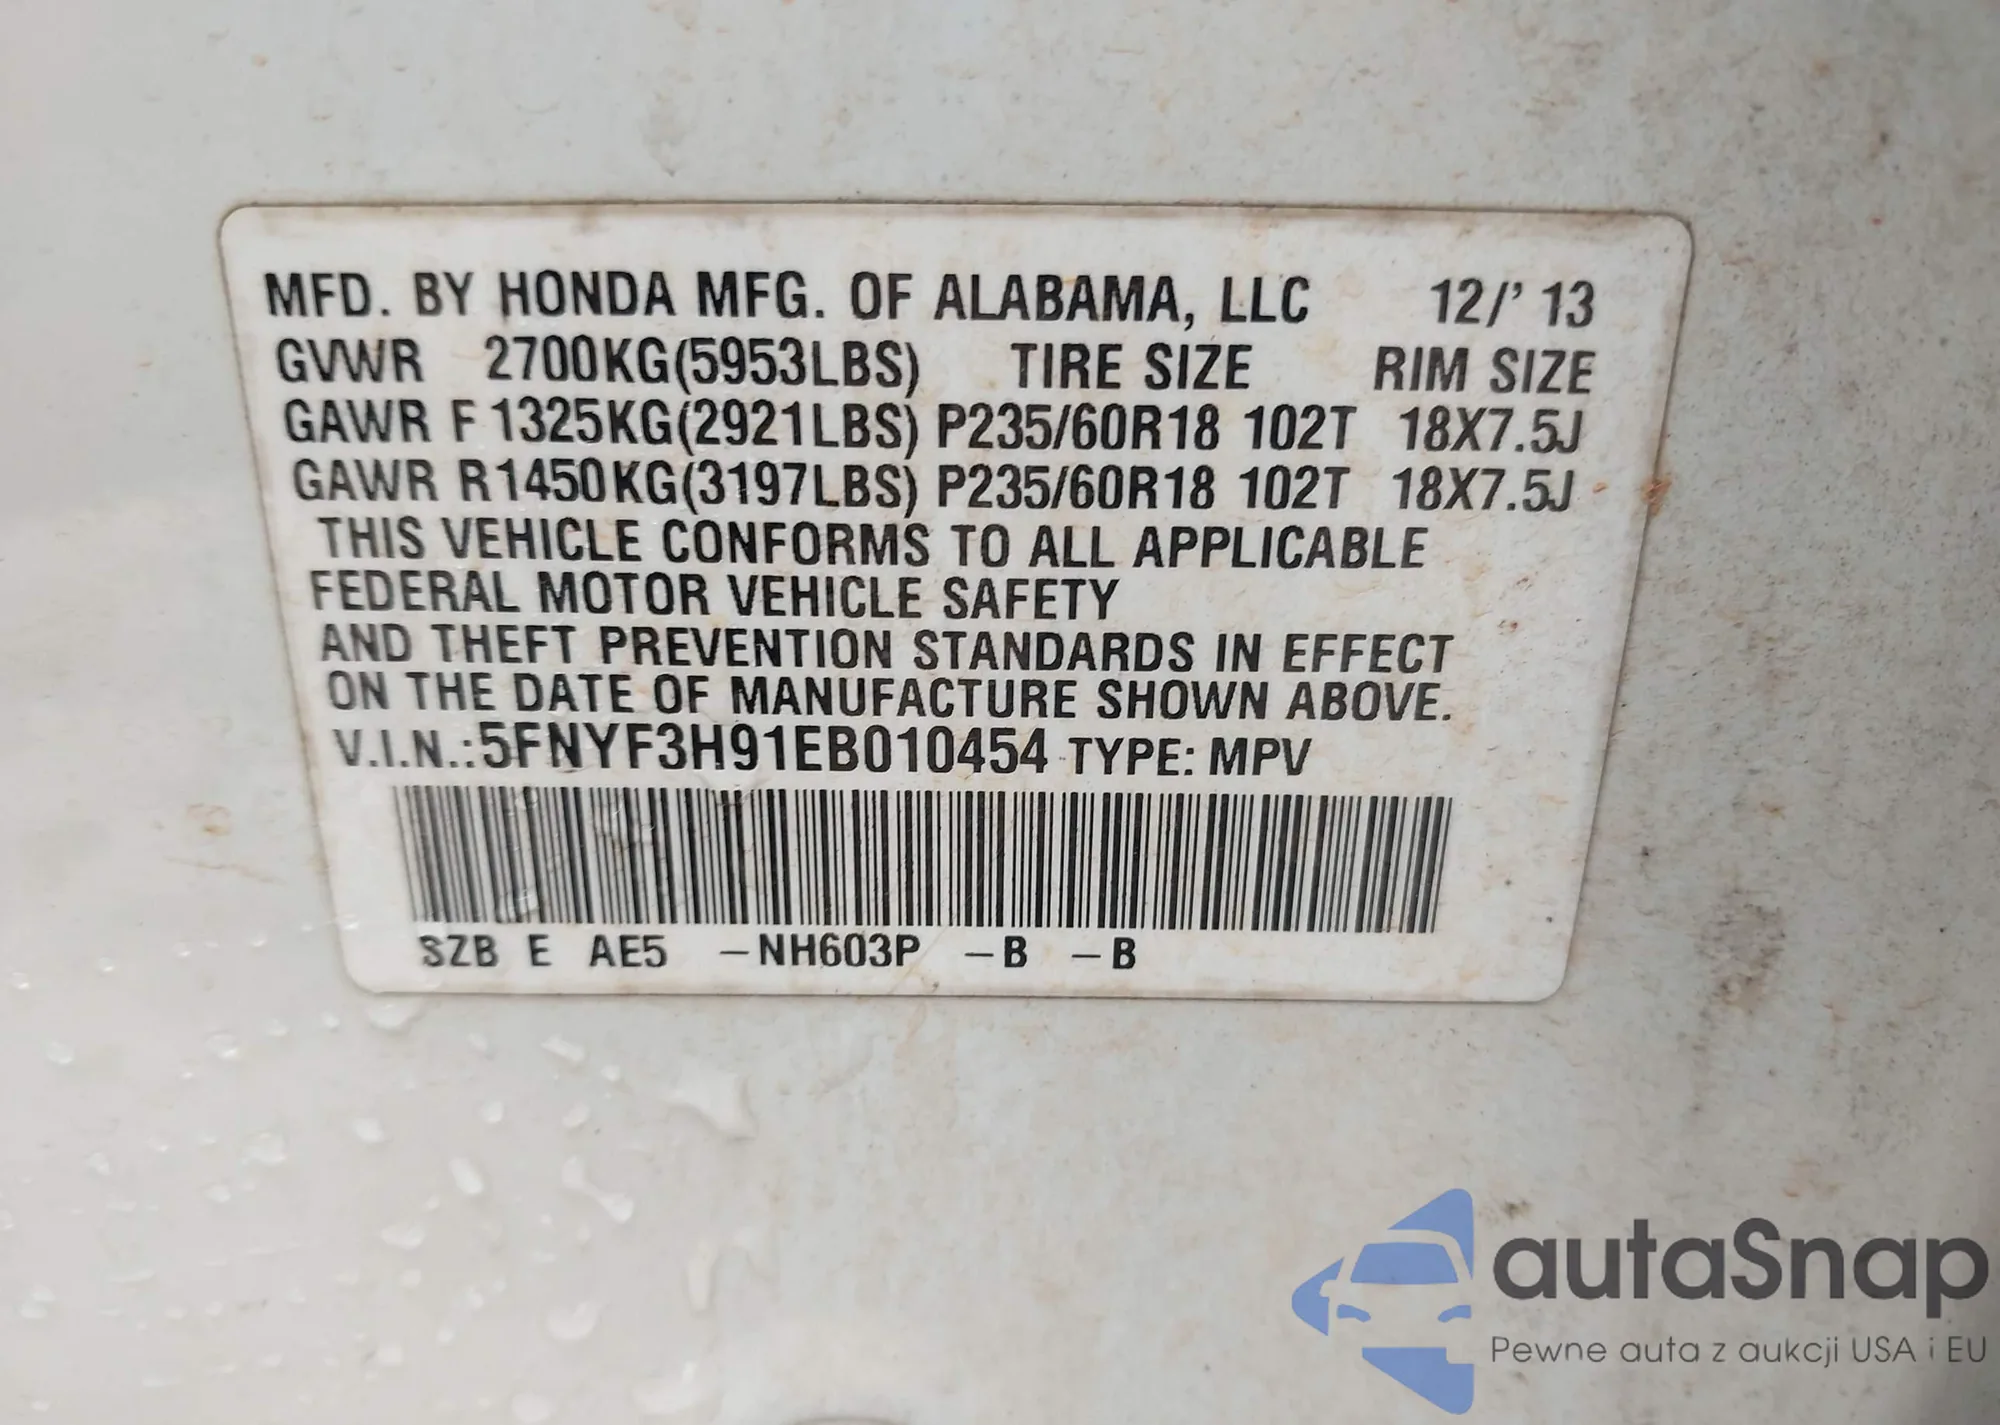 MFD. BY HONDA MFG. OF ALABAMA, LLC 12/' 13
GVWR 2700KG(5953LBS) TIRE SIZE RIM SIZE
GAWR F 1325KG(2921LBS) P235/60R18 102T 18X7.5J
GAWR R 1450KG(3197LBS) P235/60R18 102T 18X7.5J
THIS VEHICLE CONFORMS TO ALL APPLICABLE
FEDERAL MOTOR VEHICLE SAFETY
AND THEFT PREVENTION STANDARDS IN EFFECT
ON THE DATE OF MANUFACTURE SHOWN ABOVE.
V.I.N.:5FNYF3H91EB010454 TYPE: MPV
SZB E AE5 -NH603P -B -B
autaSnap
Pewne auta z aukcji USA i EU